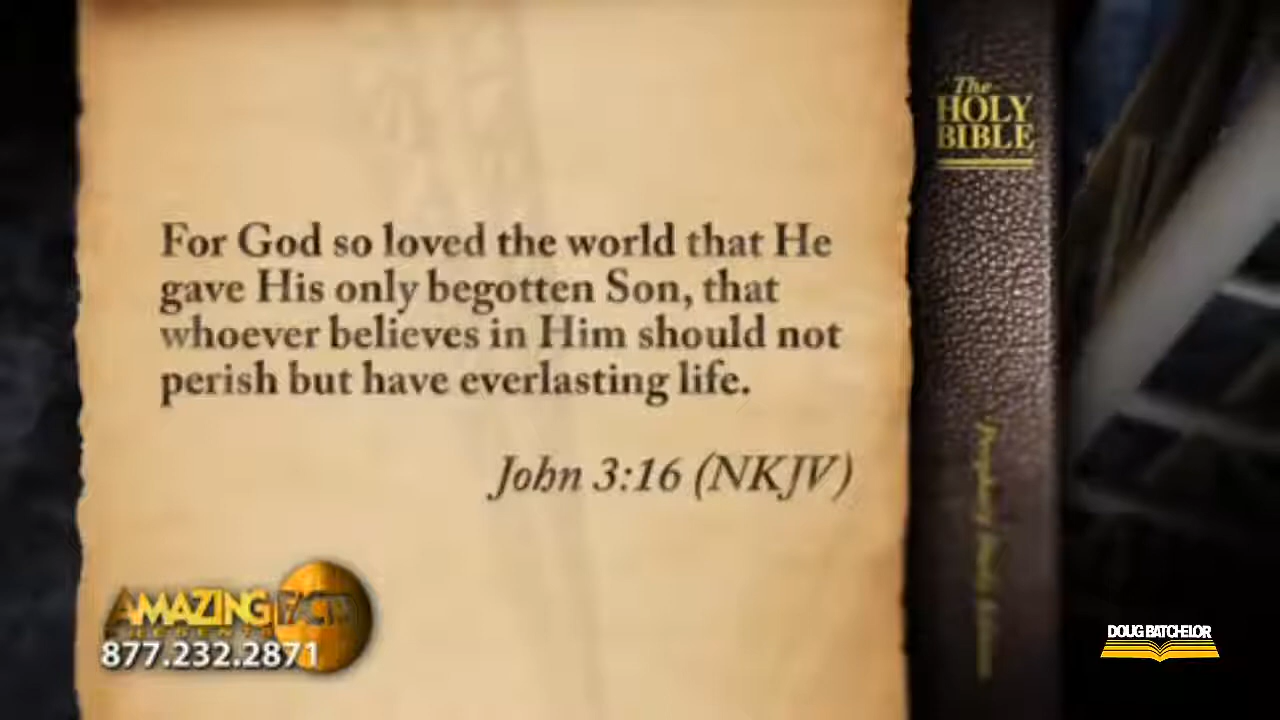 The
HOLY
BIBLE
For God so loved the world that He
gave His only begotten Son, that
whoever believes in Him should not
perish but have everlasting life.
John 3:16 (NKJV)
AMAZING FACTS
PRESENTS
877.232.2871
DOUG BATCHELOR